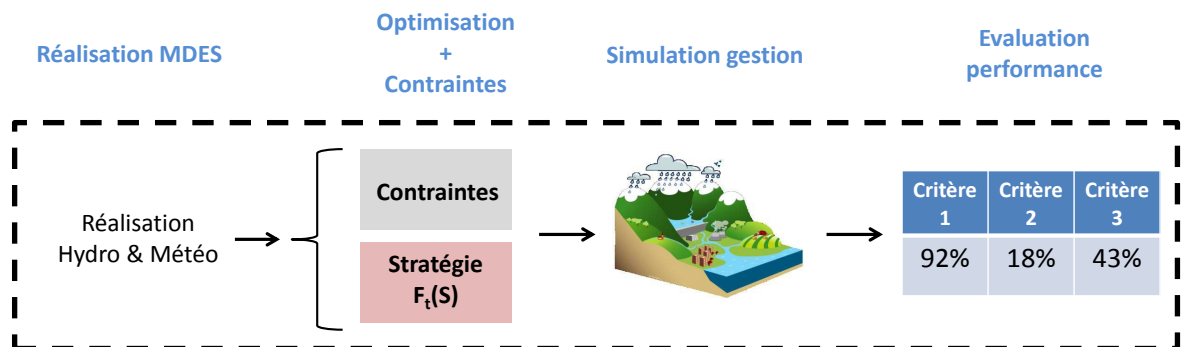 Réalisation MDES
Optimisation
+
Contraintes
Simulation gestion
Evaluation
performance
Réalisation
Hydro & Météo
Contraintes
Stratégie
Ft(S)
Critère
1
Critère
2
Critère
3
92%
18%
43%